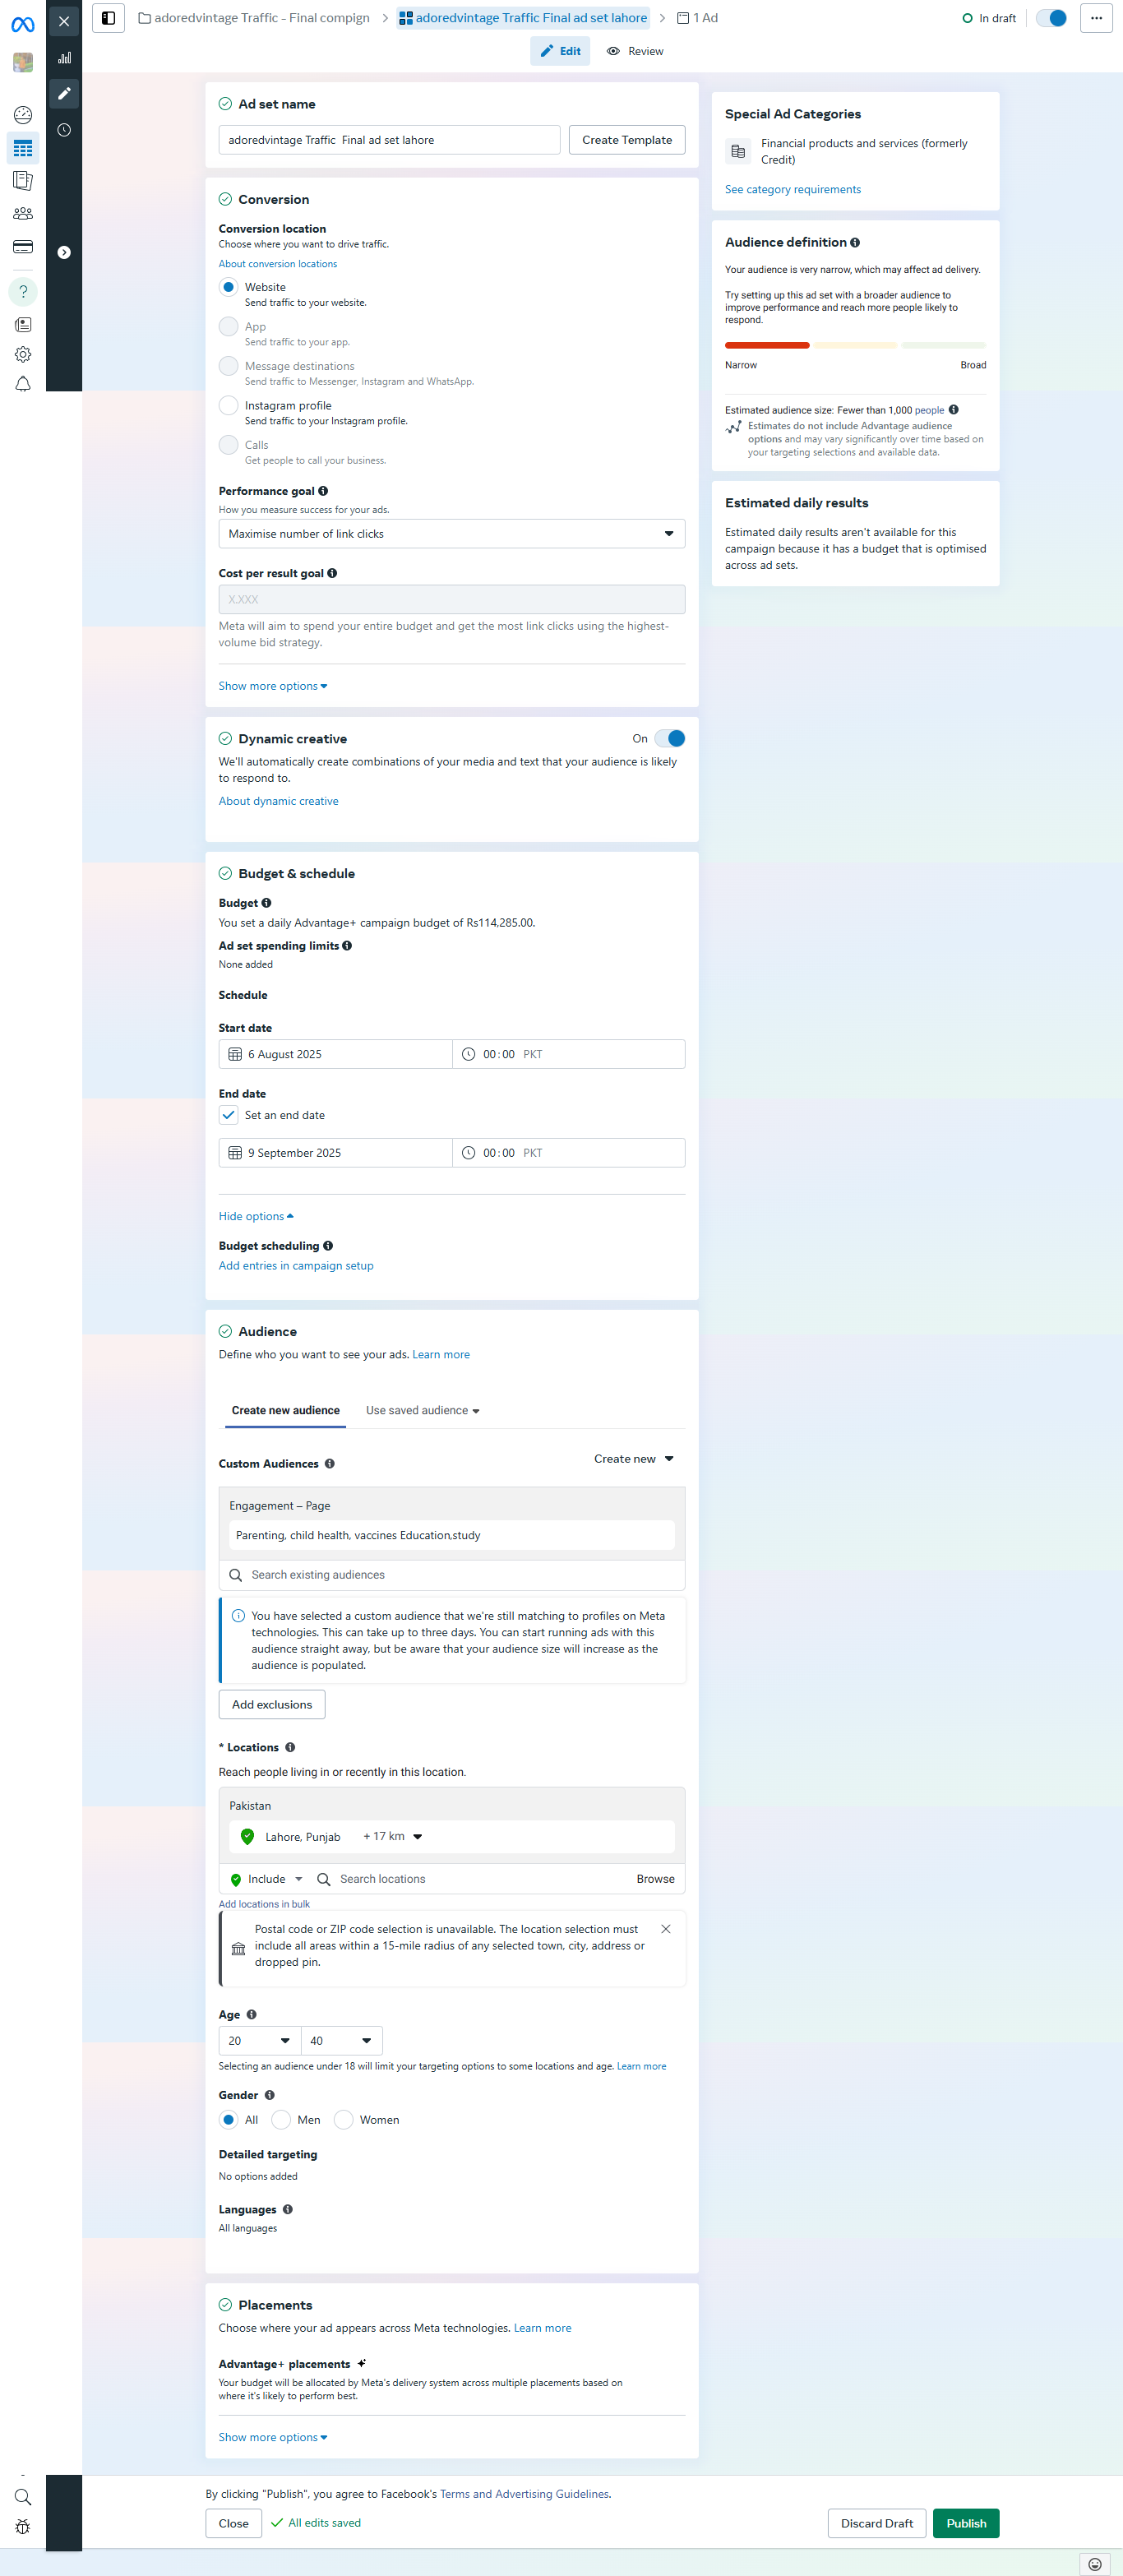 adoredvintage Traffic - Final compign
adoredvintage Traffic Final ad set lahore
1 Ad
In draft
Edit
Review
Ad set name
adoredvintage Traffic  Final ad set lahore
Create Template
Conversion
Conversion location
Choose where you want to drive traffic.
About conversion locations
Website
Send traffic to your website.
App
Send traffic to your app.
Message destinations
Send traffic to Messenger, Instagram and WhatsApp.
Instagram profile
Send traffic to your Instagram profile.
Calls
Get people to call your business.
Performance goal
How you measure success for your ads.
Maximise number of link clicks
Cost per result goal
X.XXX
Meta will aim to spend your entire budget and get the most link clicks using the highest-
volume bid strategy.
Show more options
Dynamic creative
On
We'll automatically create combinations of your media and text that your audience is likely
to respond to.
About dynamic creative
Budget & schedule
Budget
You set a daily Advantage+ campaign budget of Rs114,285.00.
Ad set spending limits
None added
Schedule
Start date
6 August 2025
00:00 PKT
End date
Set an end date
9 September 2025
00:00 PKT
Hide options
Budget scheduling
Add entries in campaign setup
Audience
Define who you want to see your ads. Learn more
Create new audience
Use saved audience
Custom Audiences
Create new
Engagement – Page
Parenting, child health, vaccines Education,study
Search existing audiences
You have selected a custom audience that we're still matching to profiles on Meta
technologies. This can take up to three days. You can start running ads with this
audience straight away, but be aware that your audience size will increase as the
audience is populated.
Add exclusions
* Locations
Reach people living in or recently in this location.
Pakistan
Lahore, Punjab
+ 17 km
Include
Search locations
Browse
Add locations in bulk
Postal code or ZIP code selection is unavailable. The location selection must
include all areas within a 15-mile radius of any selected town, city, address or
dropped pin.
Age
20
40
Selecting an audience under 18 will limit your targeting options to some locations and age. Learn more
Gender
All
Men
Women
Detailed targeting
No options added
Languages
All languages
Placements
Choose where your ad appears across Meta technologies. Learn more
Advantage+ placements
Your budget will be allocated by Meta's delivery system across multiple placements based on
where it's likely to perform best.
Show more options
Special Ad Categories
Financial products and services (formerly
Credit)
See category requirements
Audience definition
Your audience is very narrow, which may affect ad delivery.
Try setting up this ad set with a broader audience to
improve performance and reach more people likely to
respond.
Narrow
Broad
Estimated audience size: Fewer than 1,000 people
Estimates do not include Advantage audience
options and may vary significantly over time based on
your targeting selections and available data.
Estimated daily results
Estimated daily results aren't available for this
campaign because it has a budget that is optimised
across ad sets.
By clicking "Publish", you agree to Facebook's Terms and Advertising Guidelines.
Close
All edits saved
Discard Draft
Publish